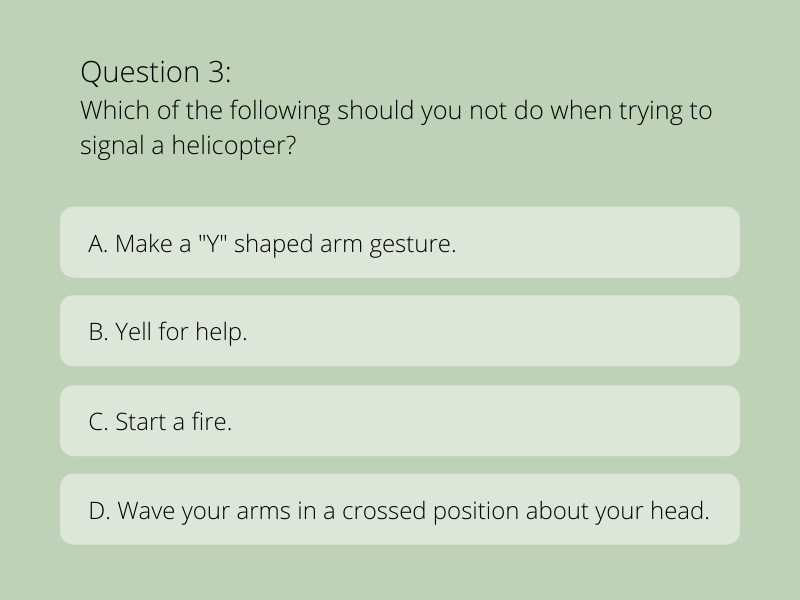 Question 3:
Which of the following should you not do when trying to
signal a helicopter?
A. Make a "Y" shaped arm gesture.
B. Yell for help.
C. Start a fire.
D. Wave your arms in a crossed position about your head.